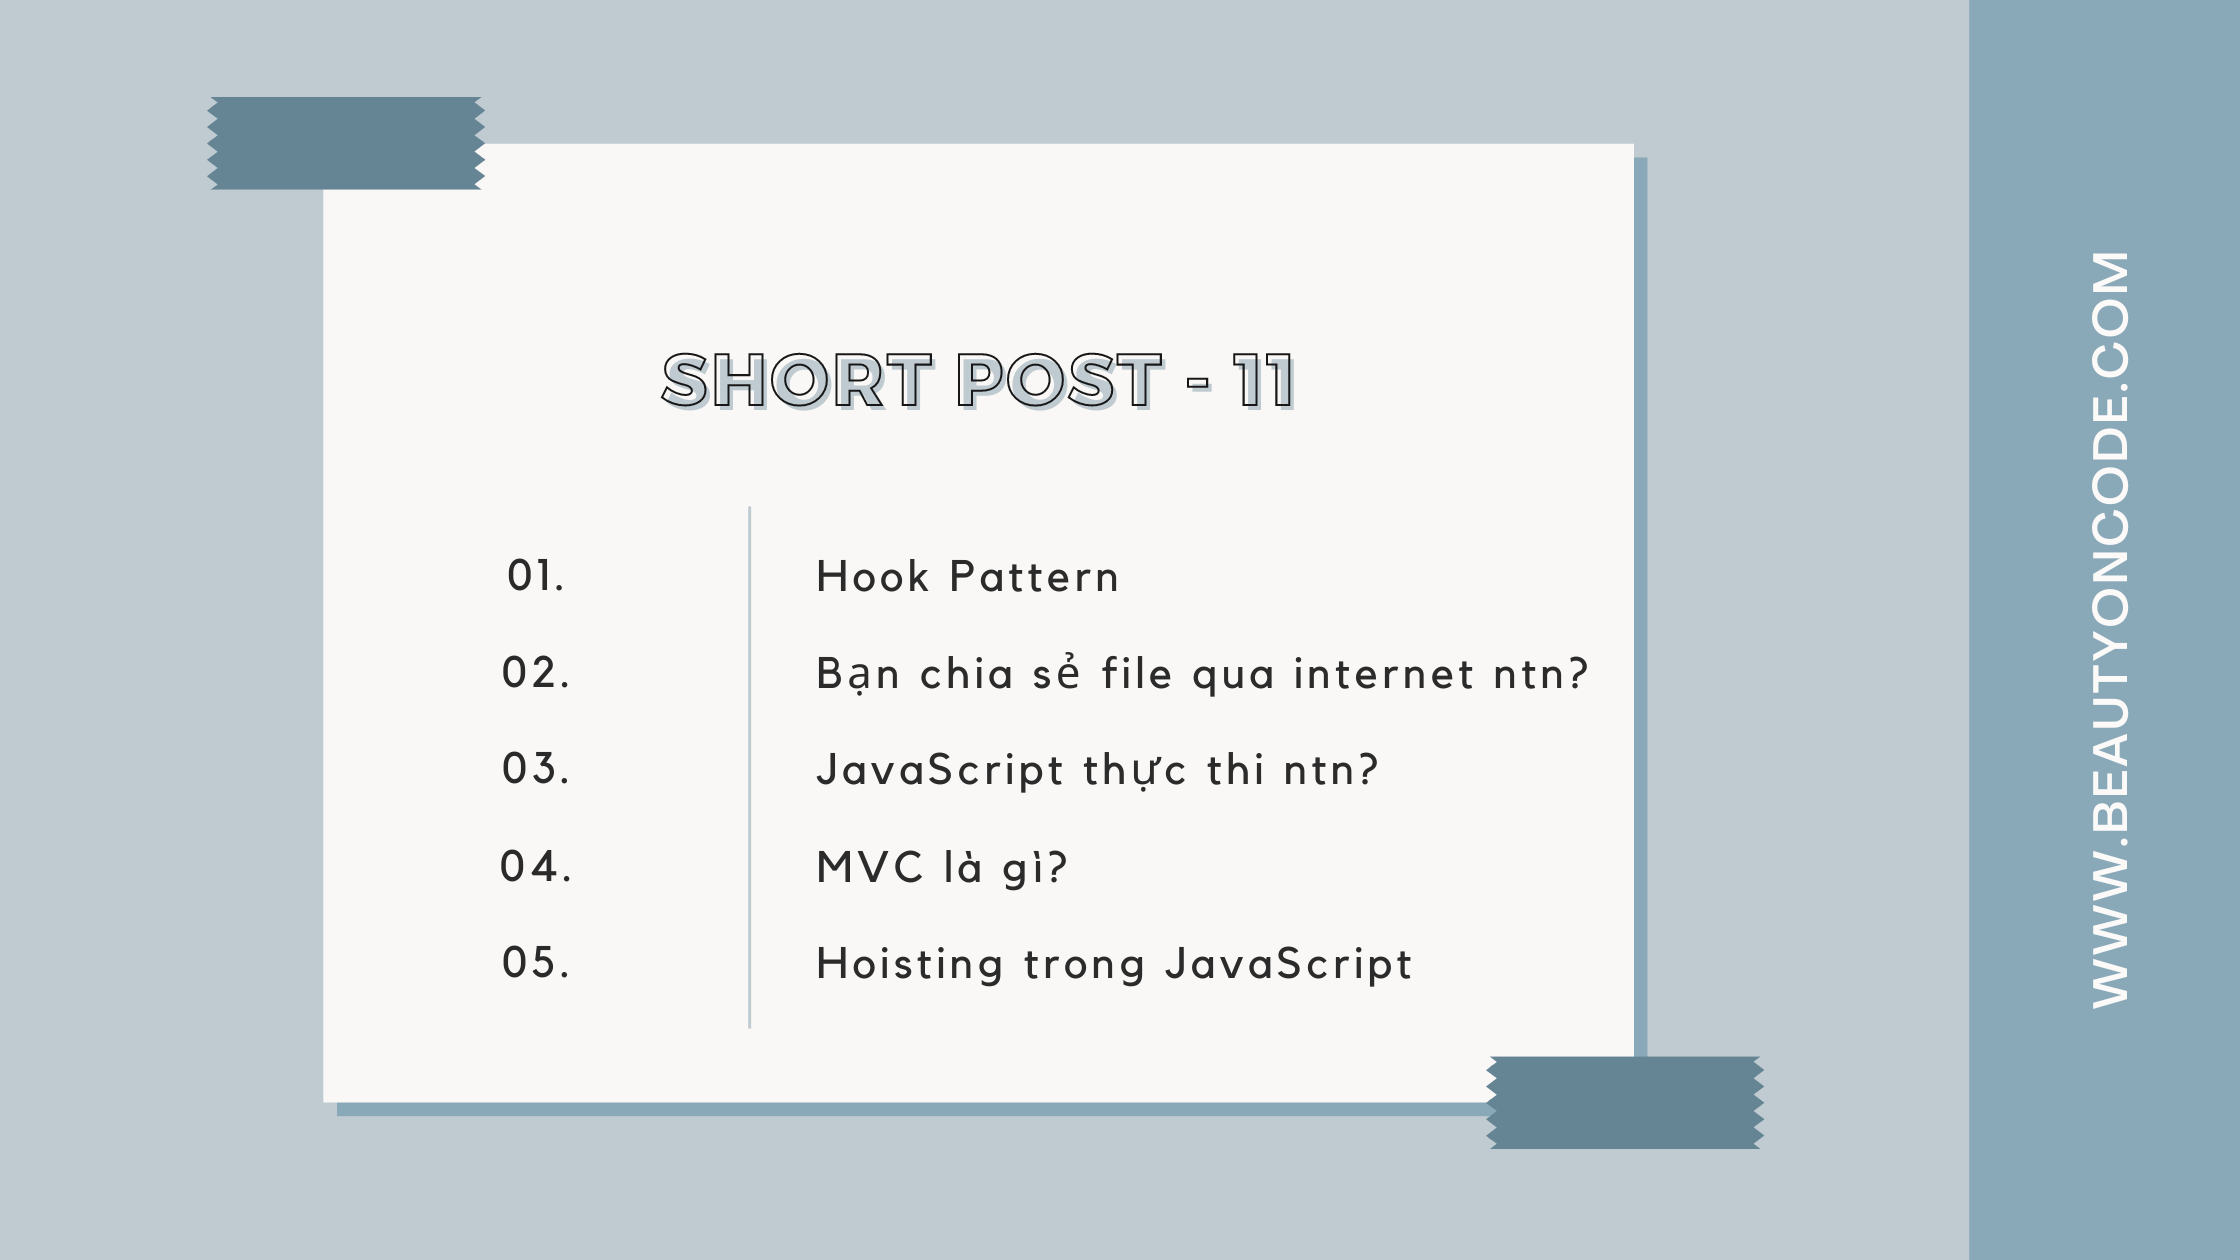 SHORT POST - 11
01. Hook Pattern
02. Bạn chia sẻ file qua internet ntn?
03. JavaScript thực thi ntn?
04. MVC là gì?
05. Hoisting trong JavaScript
WWW.BEAUTYONCODE.COM